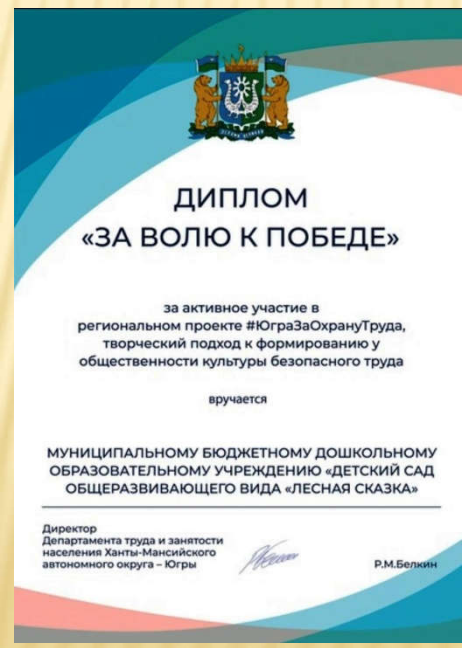 ДИПЛОМ
«ЗА ВОЛЮ К ПОБЕДЕ»
за активное участие в
региональном проекте #ЮграЗаОхрануТруда,
творческий подход к формированию у
общественности культуры безопасного труда
вручается
МУНИЦИПАЛЬНОМУ БЮДЖЕТНОМУ ДОШКОЛЬНОМУ
ОБРАЗОВАТЕЛЬНОМУ УЧРЕЖДЕНИЮ «ДЕТСКИЙ САД
ОБЩЕРАЗВИВАЮЩЕГО ВИДА «ЛЕСНАЯ СКАЗКА»
Директор
Департамента труда и занятости
населения Ханты-Мансийского
автономного округа – Югры
Р.М.Белкин